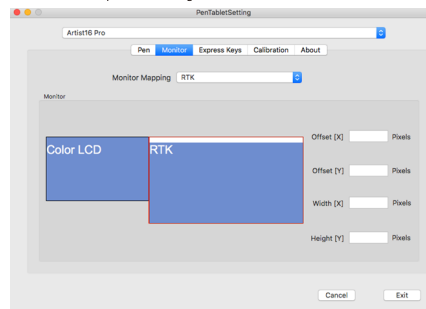 PenTabletSetting
Artist16 Pro
Pen Monitor Express Keys Calibration About
Monitor Mapping RTK
Monitor
Color LCD RTK
Offset [X] Pixels
Offset [Y] Pixels
Width [X] Pixels
Height [Y] Pixels
Cancel Exit